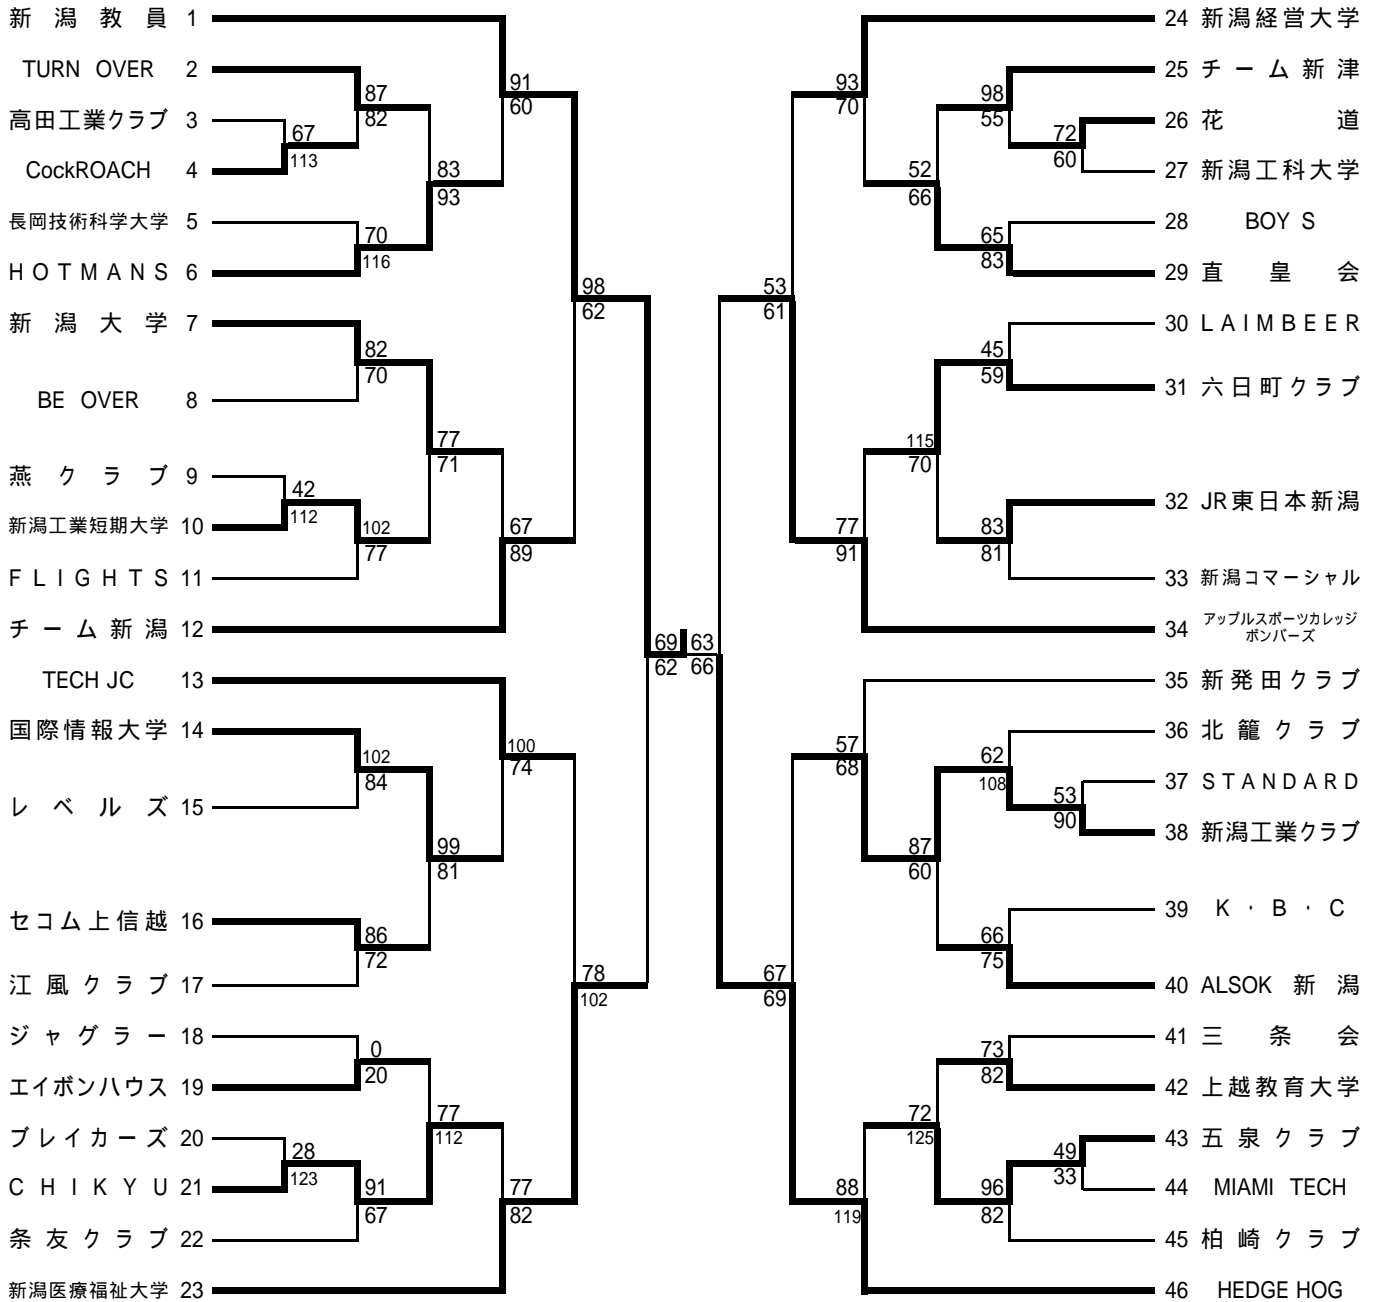 新潟教員 1
TURN OVER 2
高田工業クラブ 3
CockROACH 4
長岡技術科学大学 5
HOTMANS 6
新潟大学 7
BE OVER 8
燕クラブ 9
新潟工業短期大学 10
FLIGHTS 11
チーム新潟 12
TECH JC 13
国際情報大学 14
レベルズ 15
セコム上信越 16
江風クラブ 17
ジャグラー 18
エイボンハウス 19
ブレイカーズ 20
CHIKYU 21
条友クラブ 22
新潟医療福祉大学 23
67
113
42
112
28
123
87
82
70
116
82
70
102
77
102
84
86
72
0
20
91
67
83
93
77
71
99
81
77
112
91
60
67
89
100
74
77
82
98
62
78
102
69 63
62 66
53
61
67
69
93
70
77
91
57
68
88
119
52
66
115
70
87
60
72
125
98
55
65
83
45
59
83
81
62
108
66
75
73
82
96
82
72
60
53
90
49
33
24 新潟経営大学
25 チーム新津
26 花道
27 新潟工科大学
28 BOY S
29 直皇会
30 LAIMBEER
31 六日町クラブ
32 JR東日本新潟
33 新潟コマーシャル
34 アップルスポーツカレッジ
ボンバーズ
35 新発田クラブ
36 北籠クラブ
37 STANDARD
38 新潟工業クラブ
39 K・B・C
40 ALSOK 新潟
41 三条会
42 上越教育大学
43 五泉クラブ
44 MIAMI TECH
45 柏崎クラブ
46 HEDGE HOG